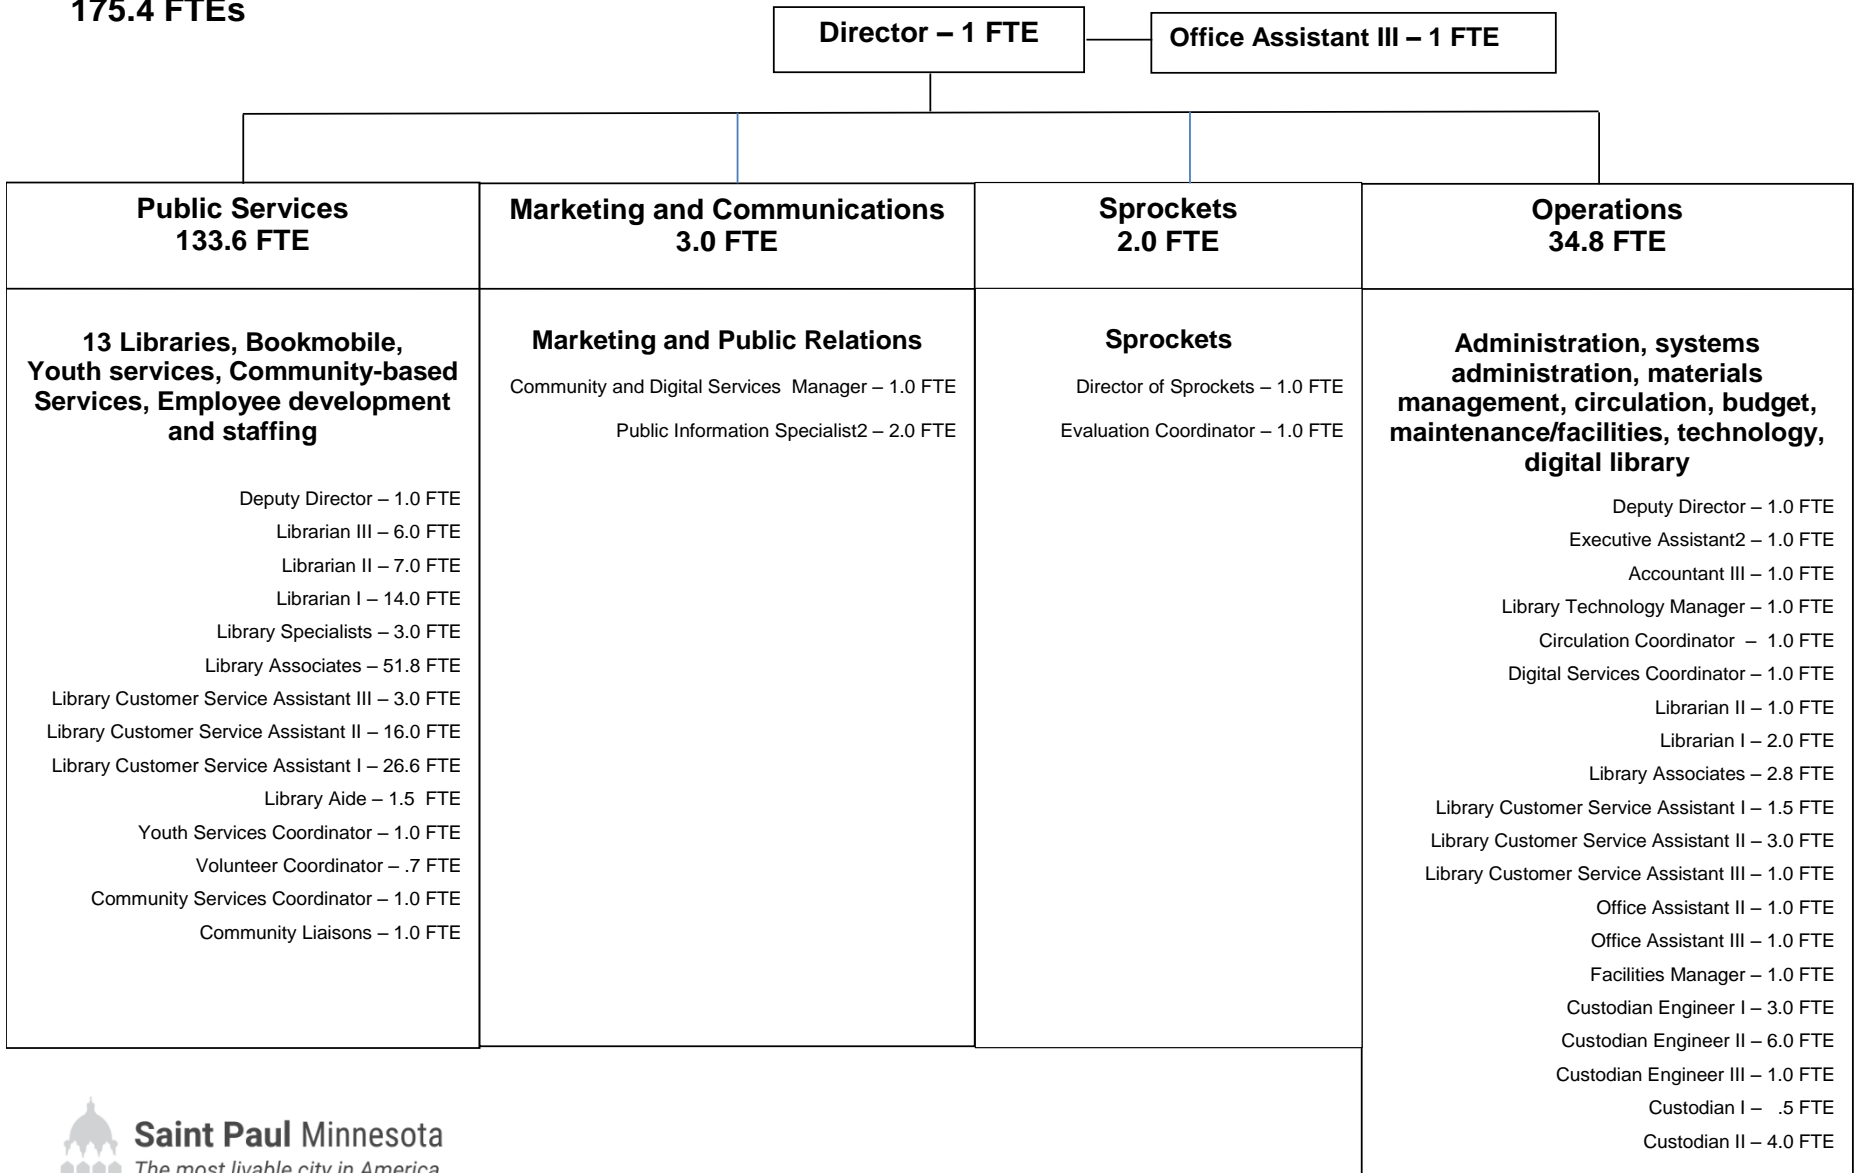 175.4 FTEs
Director – 1 FTE
Office Assistant III – 1 FTE
Public Services
133.6 FTE
13 Libraries, Bookmobile,
Youth services, Community-based
Services, Employee development
and staffing
Deputy Director – 1.0 FTE
Librarian III – 6.0 FTE
Librarian II – 7.0 FTE
Librarian I – 14.0 FTE
Library Specialists – 3.0 FTE
Library Associates – 51.8 FTE
Library Customer Service Assistant III – 3.0 FTE
Library Customer Service Assistant II – 16.0 FTE
Library Customer Service Assistant I – 26.6 FTE
Library Aide – 1.5 FTE
Youth Services Coordinator – 1.0 FTE
Volunteer Coordinator – .7 FTE
Community Services Coordinator – 1.0 FTE
Community Liaisons – 1.0 FTE
Marketing and Communications
3.0 FTE
Marketing and Public Relations
Community and Digital Services Manager – 1.0 FTE
Public Information Specialist2 – 2.0 FTE
Sprockets
2.0 FTE
Sprockets
Director of Sprockets – 1.0 FTE
Evaluation Coordinator – 1.0 FTE
Operations
34.8 FTE
Administration, systems
administration, materials
management, circulation, budget,
maintenance/facilities, technology,
digital library
Deputy Director – 1.0 FTE
Executive Assistant2 – 1.0 FTE
Accountant III – 1.0 FTE
Library Technology Manager – 1.0 FTE
Circulation Coordinator – 1.0 FTE
Digital Services Coordinator – 1.0 FTE
Librarian II – 1.0 FTE
Librarian I – 2.0 FTE
Library Associates – 2.8 FTE
Library Customer Service Assistant I – 1.5 FTE
Library Customer Service Assistant II – 3.0 FTE
Library Customer Service Assistant III – 1.0 FTE
Office Assistant II – 1.0 FTE
Office Assistant III – 1.0 FTE
Facilities Manager – 1.0 FTE
Custodian Engineer I – 3.0 FTE
Custodian Engineer II – 6.0 FTE
Custodian Engineer III – 1.0 FTE
Custodian I – .5 FTE
Custodian II – 4.0 FTE
Saint Paul Minnesota
The most livable city in America